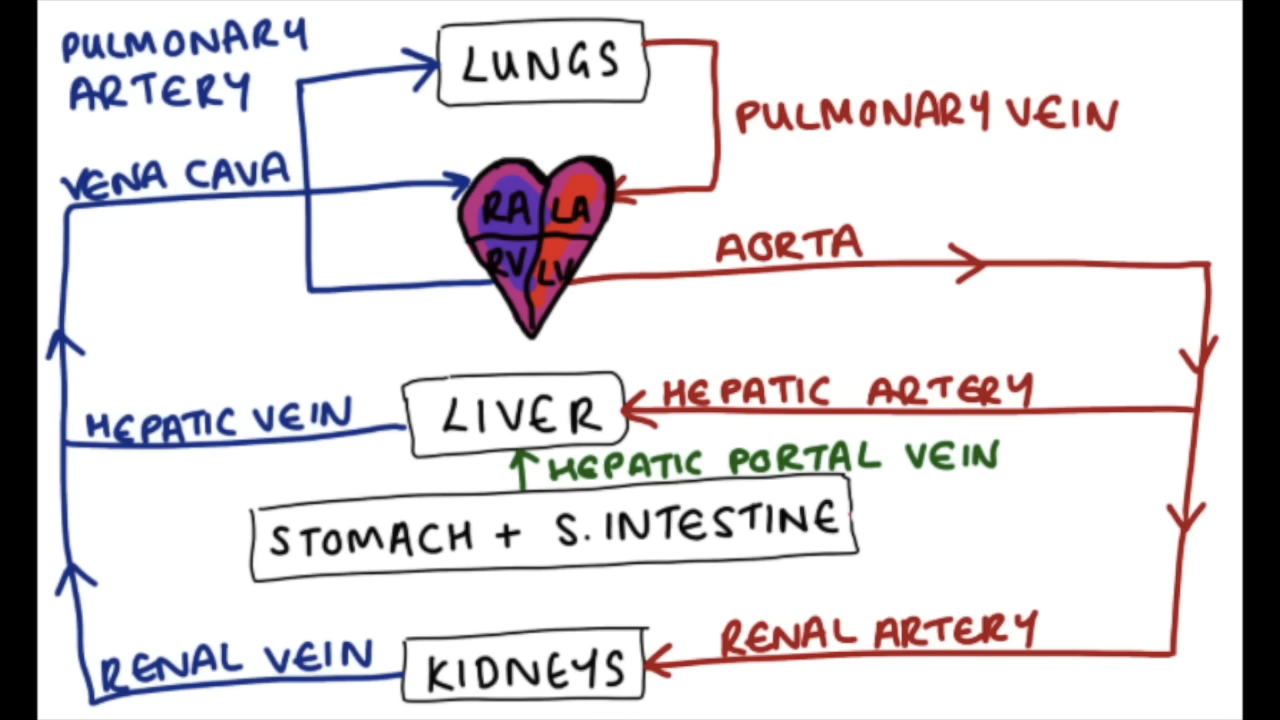 PULMONARY
ARTERY
LUNGS
PULMONARY VEIN
VENA CAVA
RA LA
RV LV
AORTA
HEPATIC VEIN
LIVER
HEPATIC ARTERY
HEPATIC PORTAL VEIN
STOMACH + S. INTESTINE
RENAL VEIN
KIDNEYS
RENAL ARTERY